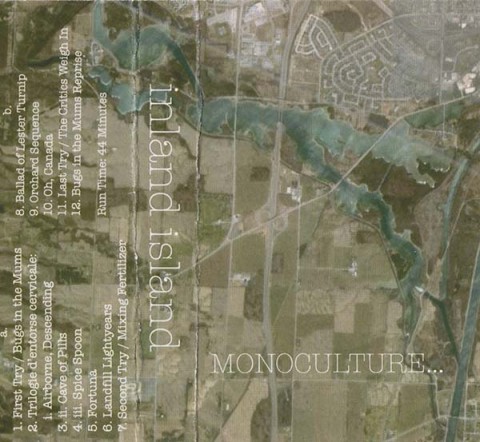 a.
1. First Try / Bugs in the Mums
2. Trilogie d'entorse cervicale:
i. Airborne, Descending
3. ii. Cave of Pills
4. iii. Spice Spoon
5. Fortuna
6. Landfill Lightyears
7. Second Try / Mixing Fertilizer
b.
8. Ballad of Lester Turnip
9. Orchard Sequence
10. Oh, Canada
11. Last Try / The Critics Weigh In
12. Bugs in the Mums Reprise
Run Time: 44 Minutes
inland island
MONOCULTURE...